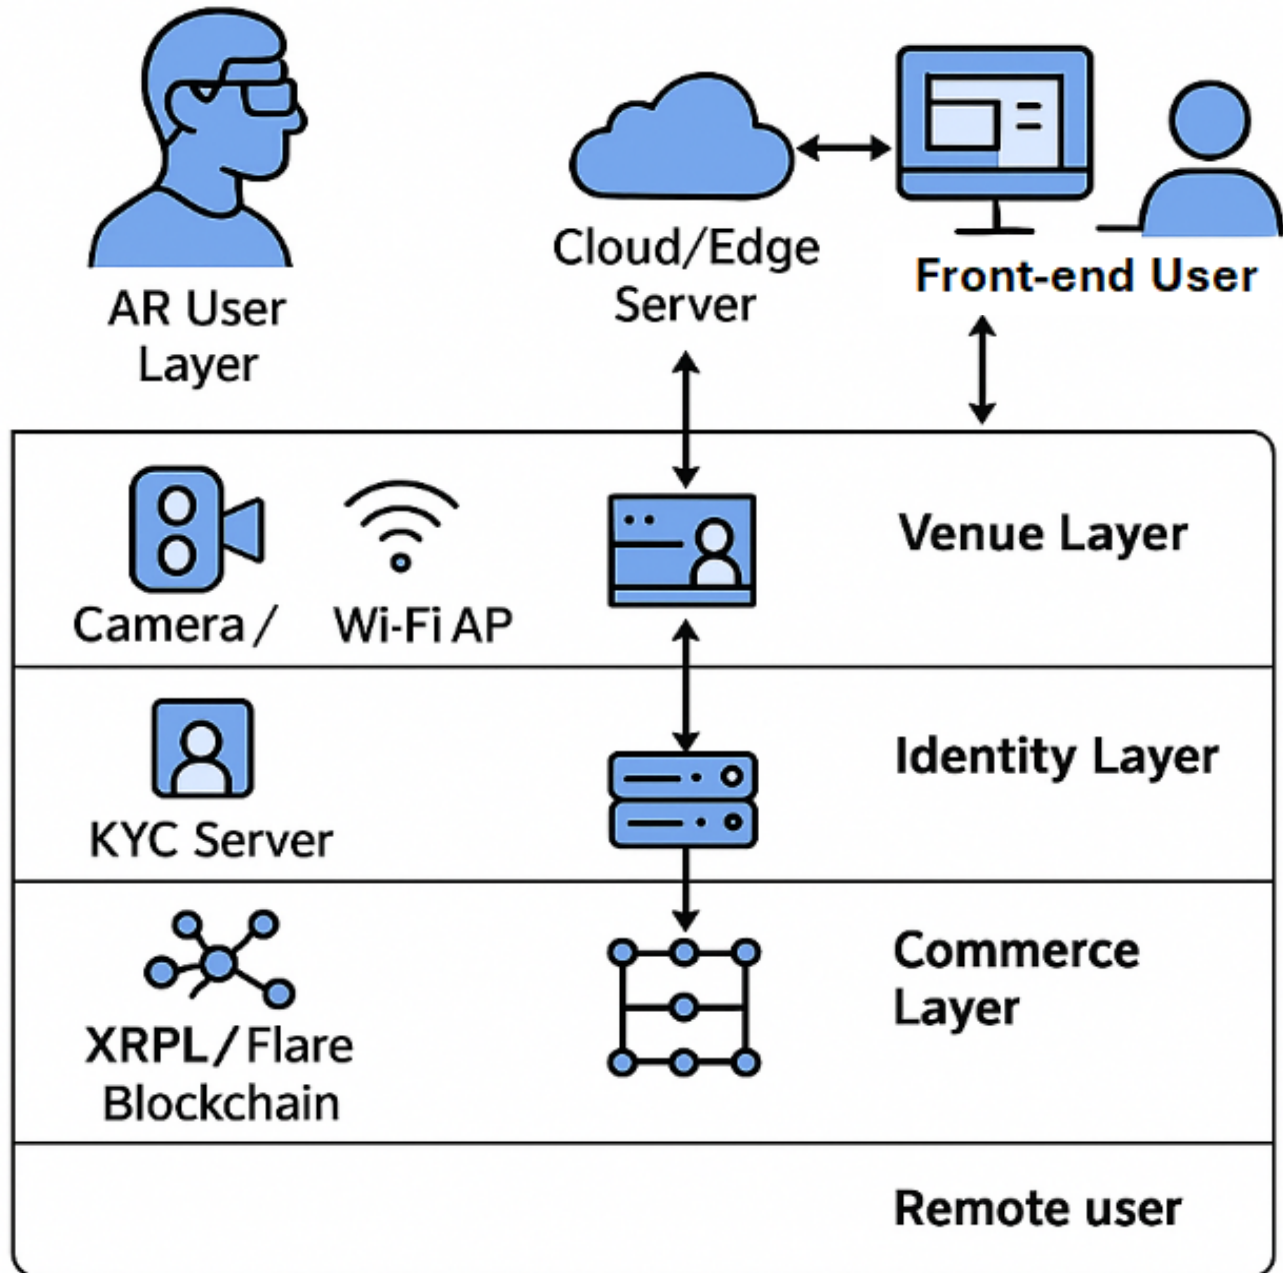 AR User
Layer
Cloud/Edge
Server
Front-end User
Camera /
Wi-Fi AP
Venue Layer
KYC Server
Identity Layer
XRPL/Flare
Blockchain
Commerce
Layer
Remote user